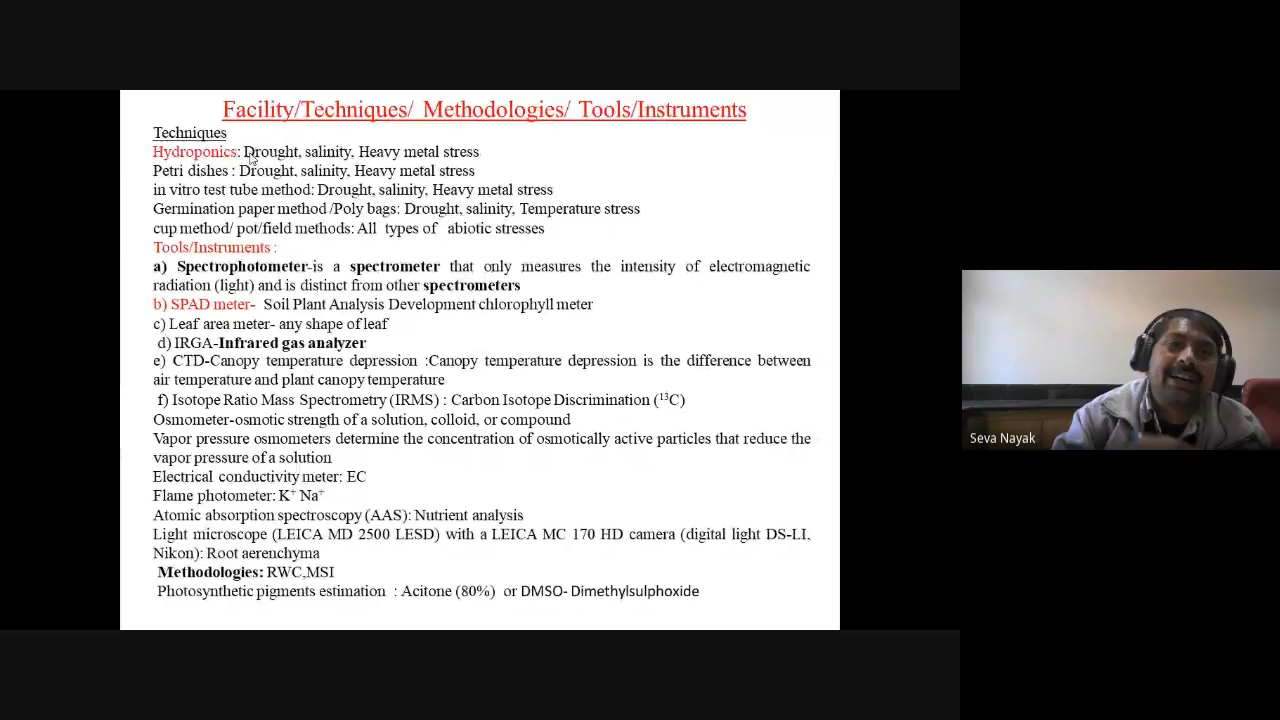 Facility/Techniques/ Methodologies/ Tools/Instruments
Techniques
Hydroponics: Drought, salinity, Heavy metal stress
Petri dishes : Drought, salinity, Heavy metal stress
in vitro test tube method: Drought, salinity, Heavy metal stress
Germination paper method /Poly bags: Drought, salinity, Temperature stress
cup method/ pot/field methods: All types of abiotic stresses
Tools/Instruments :
a) Spectrophotometer-is a spectrometer that only measures the intensity of electromagnetic
radiation (light) and is distinct from other spectrometers
b) SPAD meter- Soil Plant Analysis Development chlorophyll meter
c) Leaf area meter- any shape of leaf
d) IRGA-Infrared gas analyzer
e) CTD-Canopy temperature depression :Canopy temperature depression is the difference between
air temperature and plant canopy temperature
f) Isotope Ratio Mass Spectrometry (IRMS) : Carbon Isotope Discrimination (¹³C)
Osmometer-osmotic strength of a solution, colloid, or compound
Vapor pressure osmometers determine the concentration of osmotically active particles that reduce the
vapor pressure of a solution
Electrical conductivity meter: EC
Flame photometer: K⁺ Na⁺
Atomic absorption spectroscopy (AAS): Nutrient analysis
Light microscope (LEICA MD 2500 LESD) with a LEICA MC 170 HD camera (digital light DS-LI,
Nikon): Root aerenchyma
Methodologies: RWC,MSI
Photosynthetic pigments estimation : Acitone (80%) or DMSO- Dimethylsulphoxide
Seva Nayak